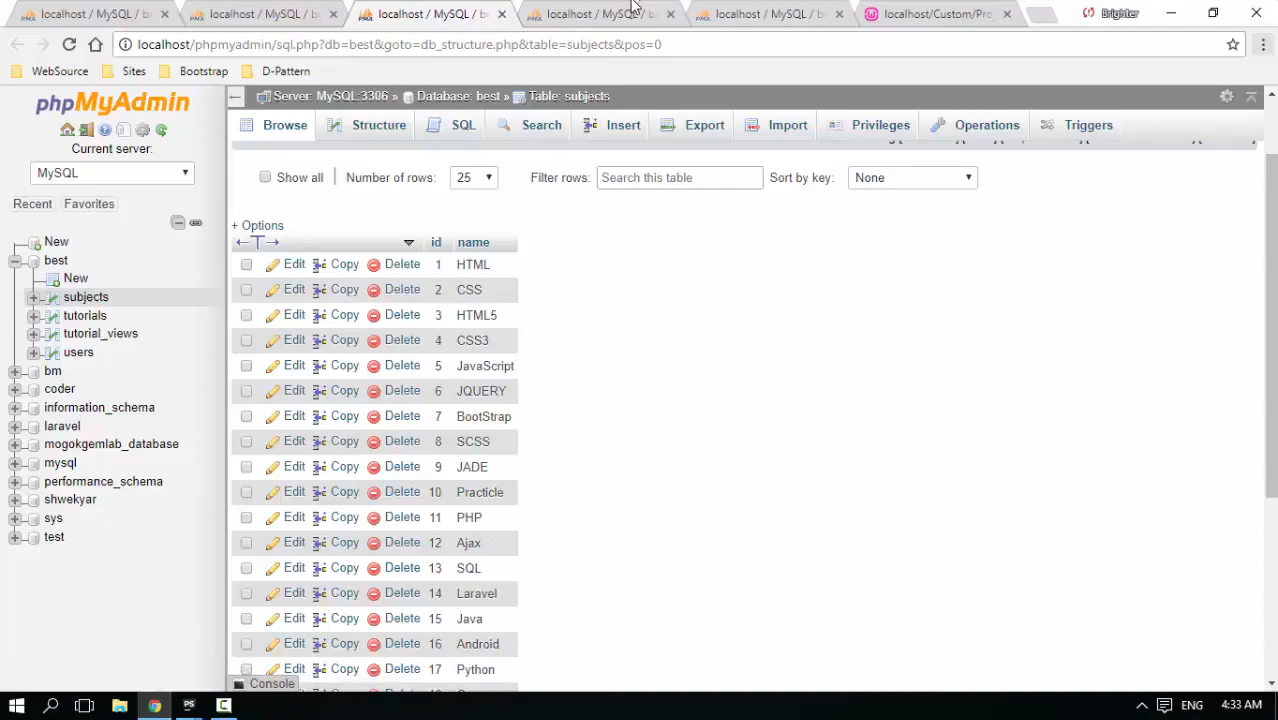 localhost / MySQL / b
localhost / MySQL / b
localhost / MySQL / b
localhost / MySQL / b
localhost / MySQL / b
localhost/Custom/Pro
Brighter
localhost/phpmyadmin/sql.php?db=best&goto=db_structure.php&table=subjects&pos=0
WebSource Sites Bootstrap D-Pattern
phpMyAdmin
Current server:
MySQL
Recent Favorites
New
best
New
subjects
tutorials
tutorial_views
users
bm
coder
information_schema
laravel
mogokgemlab_database
mysql
performance_schema
shwekyar
sys
test
Server: MySQL:3306 » Database: best » Table: subjects
Browse Structure SQL Search Insert Export Import Privileges Operations Triggers
Show all Number of rows: 25 Filter rows: Search this table Sort by key: None
+ Options
←T→ id name
Edit Copy Delete 1 HTML
Edit Copy Delete 2 CSS
Edit Copy Delete 3 HTML5
Edit Copy Delete 4 CSS3
Edit Copy Delete 5 JavaScript
Edit Copy Delete 6 JQUERY
Edit Copy Delete 7 BootStrap
Edit Copy Delete 8 SCSS
Edit Copy Delete 9 JADE
Edit Copy Delete 10 Practicle
Edit Copy Delete 11 PHP
Edit Copy Delete 12 Ajax
Edit Copy Delete 13 SQL
Edit Copy Delete 14 Laravel
Edit Copy Delete 15 Java
Edit Copy Delete 16 Android
Edit Copy Delete 17 Python
Console
PS
C
ENG 4:33 AM